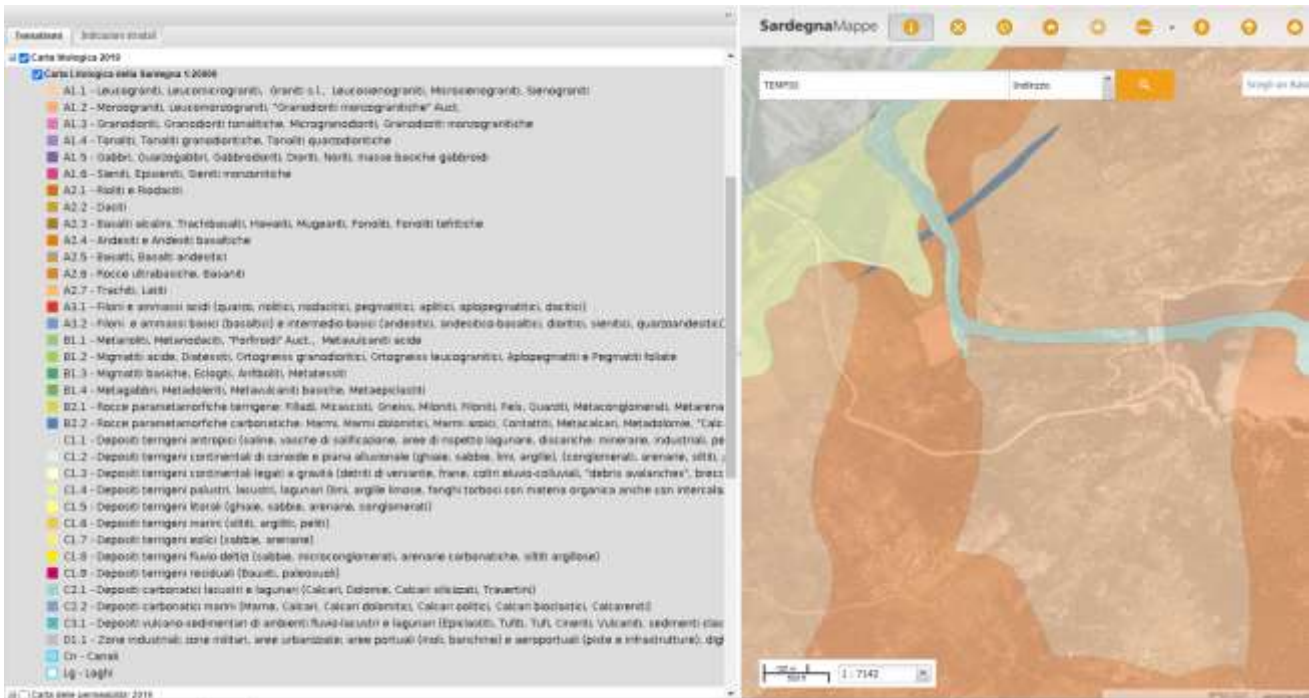 Tematismi Indicazioni stradali
Carta litologica 2019
Carta Litologica della Sardegna 1:25000
A1.1 - Leucograniti, Leucomicrograniti, Graniti s.l., Leucosienograniti, Microsienograniti, Sienograniti
A1.2 - Monzograniti, Leucomonzograniti, "Granodioriti monzogranitiche" Auct.
A1.3 - Granodioriti, Granodioriti tonalitiche, Microgranodioriti, Granodioriti monzogranitiche
A1.4 - Tonaliti, Tonaliti granodioritiche, Tonaliti quarzodioritiche
A1.5 - Gabbri, Quarzogabbri, Gabbrodioriti, Dioriti, Noriti, masse basiche gabbroidi
A1.6 - Sieniti, Episieniti, Sieniti monzonitiche
A2.1 - Rioliti e Riodaciti
A2.2 - Daciti
A2.3 - Basalti alcalini, Trachibasalti, Hawaiiti, Mugeariti, Fonoliti, Fonoliti tefritiche
A2.4 - Andesiti e Andesiti basaltiche
A2.5 - Basalti, Basalti andesitici
A2.6 - Rocce ultrabasiche, Basaniti
A2.7 - Trachiti, Latiti
A3.1 - Filoni e ammassi acidi (quarzo, riolitici, riodacitici, pegmatitici, aplitici, aplopegmatitici, dacitici)
A3.2 - Filoni e ammassi basici (basaltici) e intermedio-basici (andesitici, andesitico-basaltici, dioritici, sienitici, quarzoandesitici)
B1.1 - Metarioliti, Metariodaciti, "Porfiroidi" Auct., Metavulcaniti acide
B1.2 - Migmatiti acide, Diatessiti, Ortogneiss granodioritici, Ortogneiss leucogranitici, Aplopegmatiti e Pegmatiti foliate
B1.3 - Migmatiti basiche, Eclogiti, Anfiboliti, Metatessiti
B1.4 - Metagabbri, Metadoleriti, Metavulcaniti basiche, Metaepiclastiti
B2.1 - Rocce parametamorfiche terrigene: Filladi, Micascisti, Gneiss, Miloniti, Filoniti, Fels, Quarziti, Metaconglomerati, Metarena
B2.2 - Rocce parametamorfiche carbonatiche: Marmi, Marmi dolomitici, Marmi arsici, Contattiti, Metacalcari, Metadolomie, "Calc
C1.1 - Depositi terrigeni antropici (saline, vasche di salificazione, aree di rispetto lagunare, discariche: minerarie, industriali, pe
C1.2 - Depositi terrigeni continentali di conoide e piana alluvionale (ghiaie, sabbie, limi, argille), (conglomerati, arenarie, siltiti,
C1.3 - Depositi terrigeni continentali legati a gravità (detriti di versante, frane, coltri eluvio-colluviali, "debris avalanches", brecc
C1.4 - Depositi terrigeni palustri, lacustri, lagunari (limi, argille limose, fanghi torbosi con materia organica anche con intercala
C1.5 - Depositi terrigeni litorali (ghiaie, sabbie, arenarie, conglomerati)
C1.6 - Depositi terrigeni marini (siltiti, argilliti, peliti)
C1.7 - Depositi terrigeni eolici (sabbie, arenarie)
C1.8 - Depositi terrigeni fluvio-deltizi (sabbie, microconglomerati, arenarie carbonatiche, siltiti argillose)
C1.9 - Depositi terrigeni residuali (Bauxiti, paleosuoli)
C2.1 - Depositi carbonatici lacustri e lagunari (Calcari, Dolomie, Calcari silicizzati, Travertini)
C2.2 - Depositi carbonatici marini (Marne, Calcari, Calcari dolomitici, Calcari oolitici, Calcari bioclastici, Calcareniti)
C3.1 - Depositi vulcano-sedimentari di ambienti fluvio-lacustri e lagunari (Epiclastiti, Tufiti, Tufi, Cineriti, Vulcaniti, sedimenti clas
D1.1 - Zone industriali; zone militari, aree urbanizzate; aree portuali (moli, banchine) e aeroportuali (piste e infrastrutture), dig
Cn - Canali
Lg - Laghi
Carta delle permeabilità 2019
SardegnaMappe
TEMPIO
Indirizzo
Scegli un
1 : 7142